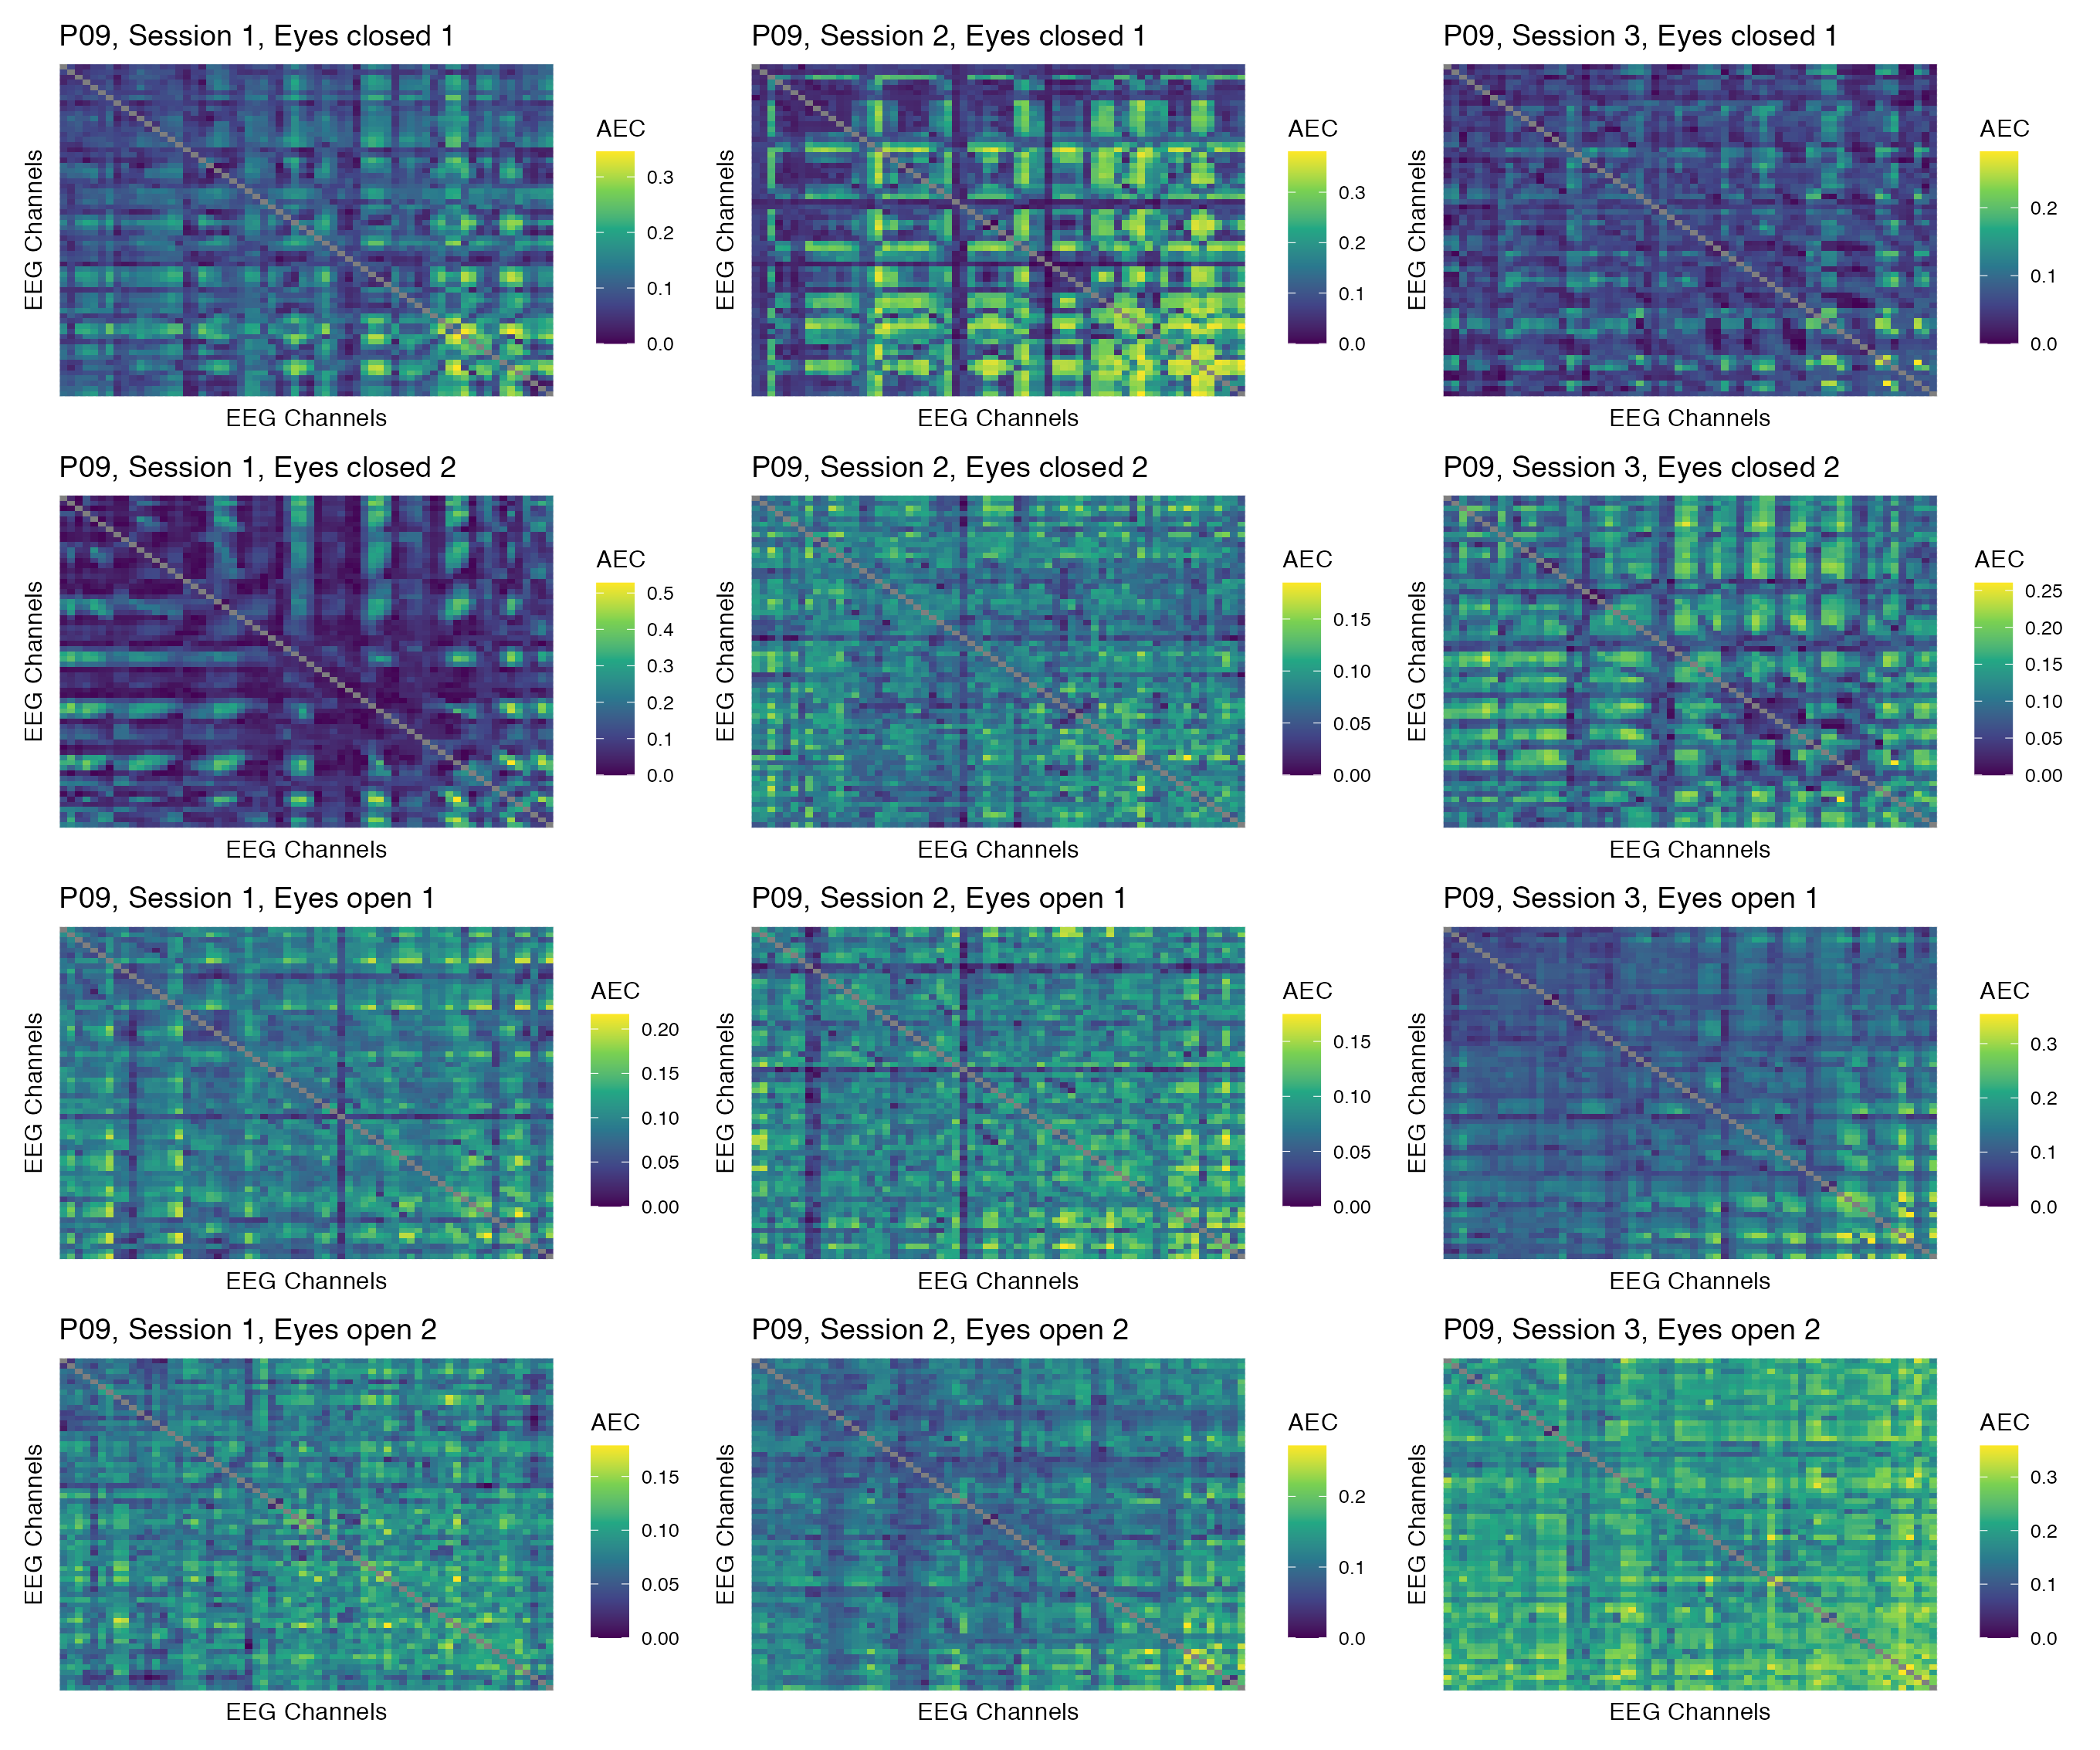 P09, Session 1, Eyes closed 1
EEG Channels
EEG Channels
AEC
0.3
0.2
0.1
0.0
P09, Session 2, Eyes closed 1
EEG Channels
EEG Channels
AEC
0.3
0.2
0.1
0.0
P09, Session 3, Eyes closed 1
EEG Channels
EEG Channels
AEC
0.2
0.1
0.0
P09, Session 1, Eyes closed 2
EEG Channels
EEG Channels
AEC
0.5
0.4
0.3
0.2
0.1
0.0
P09, Session 2, Eyes closed 2
EEG Channels
EEG Channels
AEC
0.15
0.10
0.05
0.00
P09, Session 3, Eyes closed 2
EEG Channels
EEG Channels
AEC
0.25
0.20
0.15
0.10
0.05
0.00
P09, Session 1, Eyes open 1
EEG Channels
EEG Channels
AEC
0.20
0.15
0.10
0.05
0.00
P09, Session 2, Eyes open 1
EEG Channels
EEG Channels
AEC
0.15
0.10
0.05
0.00
P09, Session 3, Eyes open 1
EEG Channels
EEG Channels
AEC
0.3
0.2
0.1
0.0
P09, Session 1, Eyes open 2
EEG Channels
EEG Channels
AEC
0.15
0.10
0.05
0.00
P09, Session 2, Eyes open 2
EEG Channels
EEG Channels
AEC
0.2
0.1
0.0
P09, Session 3, Eyes open 2
EEG Channels
EEG Channels
AEC
0.3
0.2
0.1
0.0